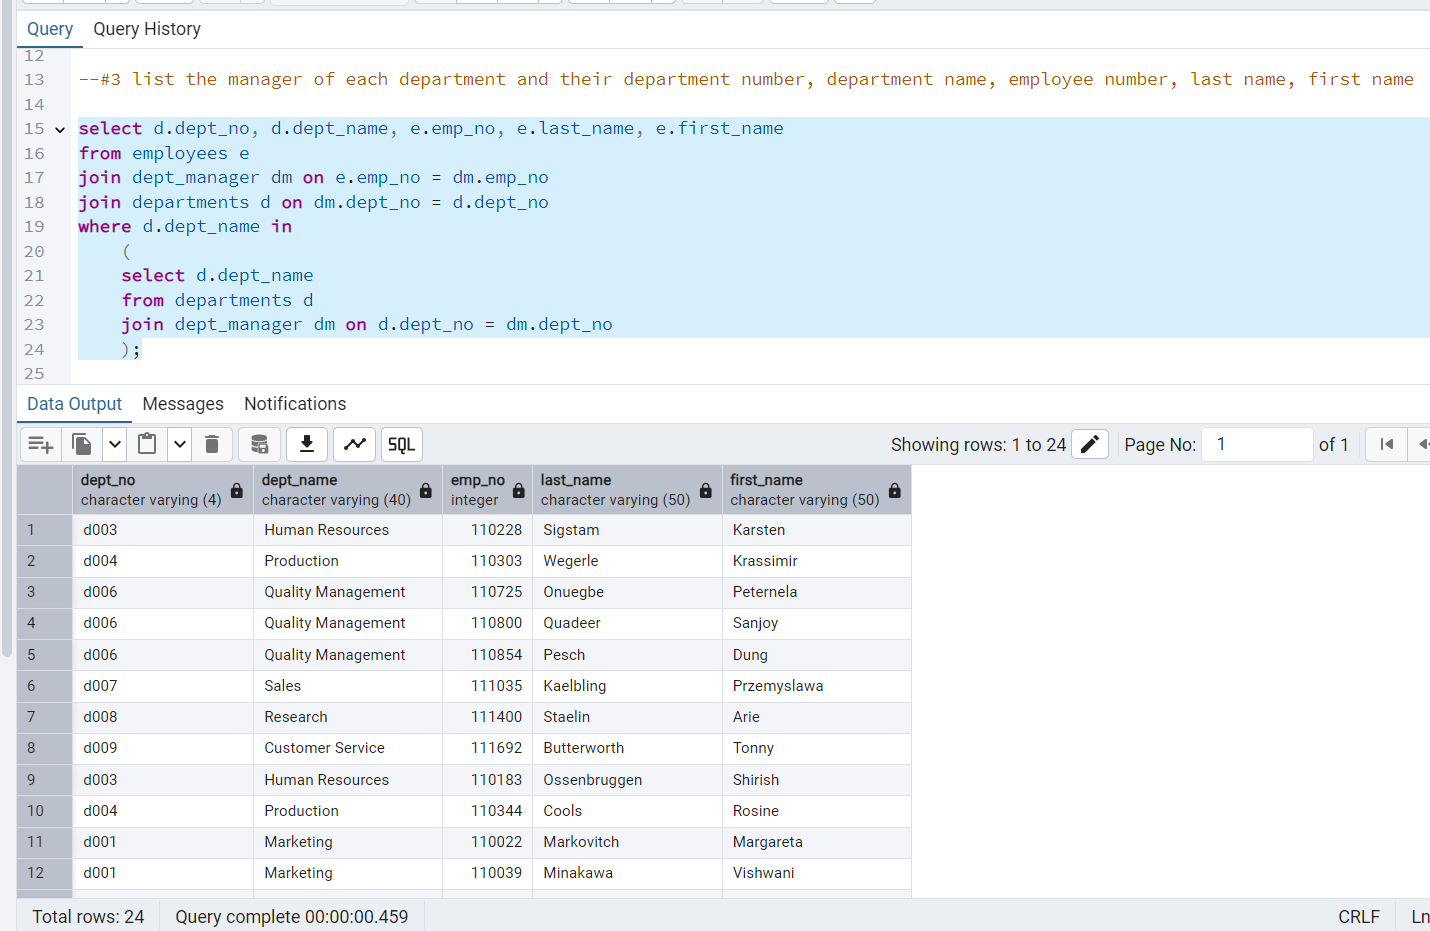 Query Query History
12
13 --#3 list the manager of each department and their department number, department name, employee number, last name, first name
14
15 select d.dept_no, d.dept_name, e.emp_no, e.last_name, e.first_name
16 from employees e
17 join dept_manager dm on e.emp_no = dm.emp_no
18 join departments d on dm.dept_no = d.dept_no
19 where d.dept_name in
20 (
21 select d.dept_name
22 from departments d
23 join dept_manager dm on d.dept_no = dm.dept_no
24 );
25
Data Output Messages Notifications
SQL Showing rows: 1 to 24 Page No: 1 of 1
dept_no dept_name emp_no last_name first_name
character varying (4) character varying (40) integer character varying (50) character varying (50)
1 d003 Human Resources 110228 Sigstam Karsten
2 d004 Production 110303 Wegerle Krassimir
3 d006 Quality Management 110725 Onuegbe Peternela
4 d006 Quality Management 110800 Quadeer Sanjoy
5 d006 Quality Management 110854 Pesch Dung
6 d007 Sales 111035 Kaelbling Przemyslawa
7 d008 Research 111400 Staelin Arie
8 d009 Customer Service 111692 Butterworth Tonny
9 d003 Human Resources 110183 Ossenbruggen Shirish
10 d004 Production 110344 Cools Rosine
11 d001 Marketing 110022 Markovitch Margareta
12 d001 Marketing 110039 Minakawa Vishwani
Total rows: 24 Query complete 00:00:00.459 CRLF Ln